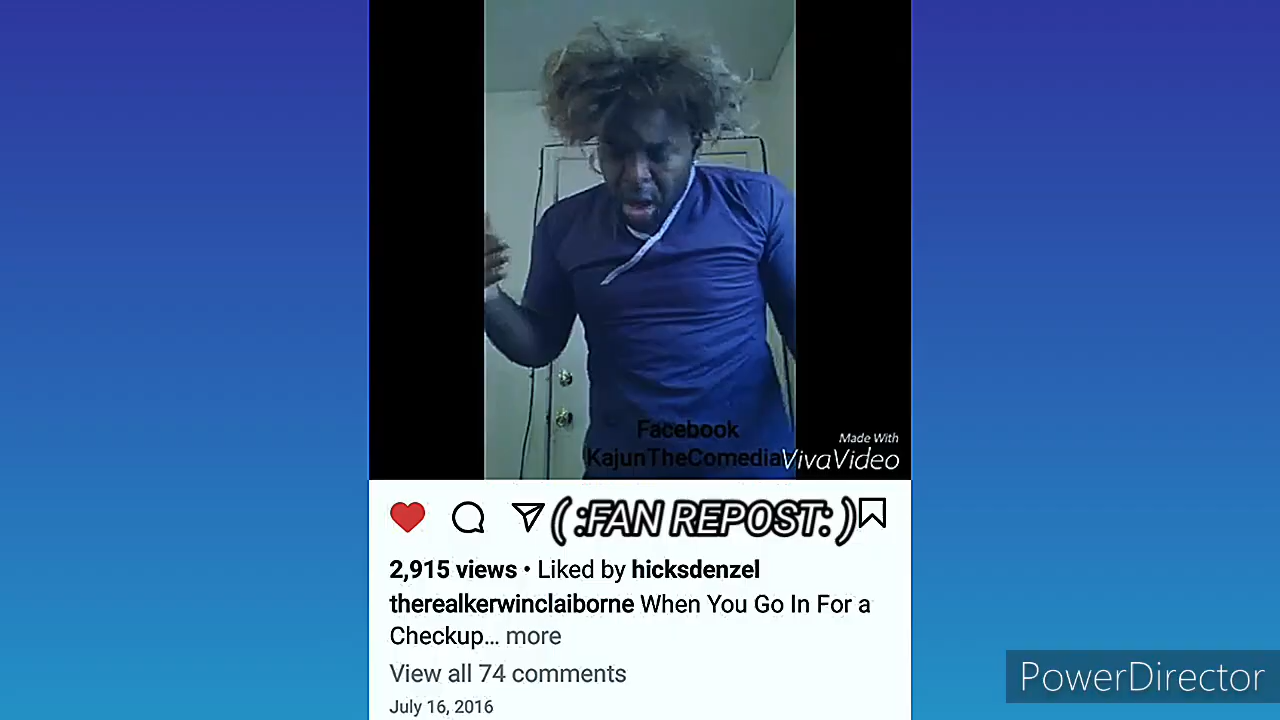 Facebook
KajunTheComedia
Made With
VivaVideo
(:FAN REPOST:)
2,915 views • Liked by hicksdenzel
therealkerwinclaiborne When You Go In For a
Checkup... more
View all 74 comments
July 16, 2016
PowerDirector